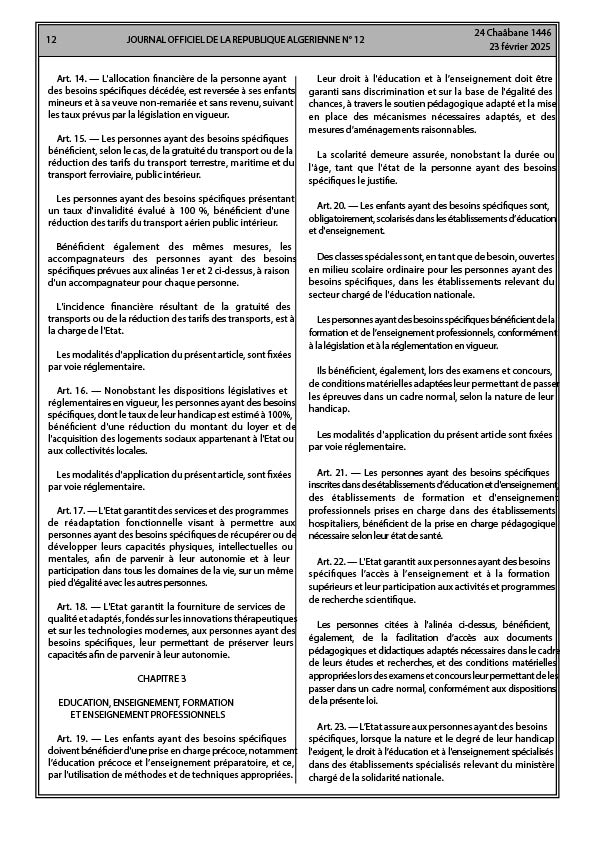 12
JOURNAL OFFICIEL DE LA REPUBLIQUE ALGERIENNE N° 12
24 Chaâbane 1446
23 février 2025
Art. 14. — L'allocation financière de la personne ayant
des besoins spécifiques décédée, est reversée à ses enfants
mineurs et à sa veuve non-remariée et sans revenu, suivant
les taux prévus par la législation en vigueur.
Art. 15. — Les personnes ayant des besoins spécifiques
bénéficient, selon le cas, de la gratuité du transport ou de la
réduction des tarifs du transport terrestre, maritime et du
transport ferroviaire, public intérieur.
Les personnes ayant des besoins spécifiques présentant
un taux d'invalidité évalué à 100 %, bénéficient d'une
réduction des tarifs du transport aérien public intérieur.
Bénéficient également des mêmes mesures, les
accompagnateurs des personnes ayant des besoins
spécifiques prévues aux alinéas 1er et 2 ci-dessus, à raison
d'un accompagnateur pour chaque personne.
L'incidence financière résultant de la gratuité des
transports ou de la réduction des tarifs des transports, est à
la charge de l'Etat.
Les modalités d'application du présent article, sont fixées
par voie réglementaire.
Art. 16. — Nonobstant les dispositions législatives et
réglementaires en vigueur, les personnes ayant des besoins
spécifiques, dont le taux de leur handicap est estimé à 100%,
bénéficient d'une réduction du montant du loyer et de
l'acquisition des logements sociaux appartenant à l'Etat ou
aux collectivités locales.
Les modalités d'application du présent article, sont fixées
par voie réglementaire.
Art. 17. — L'Etat garantit des services et des programmes
de réadaptation fonctionnelle visant à permettre aux
personnes ayant des besoins spécifiques de récupérer ou de
développer leurs capacités physiques, intellectuelles ou
mentales, afin de parvenir à leur autonomie et à leur
participation dans tous les domaines de la vie, sur un même
pied d'égalité avec les autres personnes.
Art. 18. — L'Etat garantit la fourniture de services de
qualité et adaptés, fondés sur les innovations thérapeutiques
et sur les technologies modernes, aux personnes ayant des
besoins spécifiques, leur permettant de préserver leurs
capacités afin de parvenir à leur autonomie.
CHAPITRE 3
EDUCATION, ENSEIGNEMENT, FORMATION
ET ENSEIGNEMENT PROFESSIONNELS
Art. 19. — Les enfants ayant des besoins spécifiques
doivent bénéficier d'une prise en charge précoce, notamment
l'éducation précoce et l'enseignement préparatoire, et ce,
par l'utilisation de méthodes et de techniques appropriées.
Leur droit à l'éducation et à l'enseignement doit être
garanti sans discrimination et sur la base de l'égalité des
chances, à travers le soutien pédagogique adapté et la mise
en place des mécanismes nécessaires adaptés, et des
mesures d'aménagements raisonnables.
La scolarité demeure assurée, nonobstant la durée ou
l'âge, tant que l'état de la personne ayant des besoins
spécifiques le justifie.
Art. 20. — Les enfants ayant des besoins spécifiques sont,
obligatoirement, scolarisés dans les établissements d'éducation
et d'enseignement.
Des classes spéciales sont, en tant que de besoin, ouvertes
en milieu scolaire ordinaire pour les personnes ayant des
besoins spécifiques, dans les établissements relevant du
secteur chargé de l'éducation nationale.
Les personnes ayant des besoins spécifiques bénéficient de la
formation et de l'enseignement professionnels, conformément
à la législation et à la réglementation en vigueur.
Ils bénéficient, également, lors des examens et concours,
de conditions matérielles adaptées leur permettant de passer
les épreuves dans un cadre normal, selon la nature de leur
handicap.
Les modalités d'application du présent article sont fixées
par voie réglementaire.
Art. 21. — Les personnes ayant des besoins spécifiques
inscrites dans des établissements d'éducation et d'enseignement,
des établissements de formation et d'enseignement
professionnels prises en charge dans des établissements
hospitaliers, bénéficient de la prise en charge pédagogique
nécessaire selon leur état de santé.
Art. 22. — L'Etat garantit aux personnes ayant des besoins
spécifiques l'accès à l'enseignement et à la formation
supérieurs et leur participation aux activités et programmes
de recherche scientifique.
Les personnes citées à l'alinéa ci-dessus, bénéficient,
également, de la facilitation d'accès aux documents
pédagogiques et didactiques adaptés nécessaires dans le cadre
de leurs études et recherches, et des conditions matérielles
appropriées lors des examens et concours leur permettant de les
passer dans un cadre normal, conformément aux dispositions
de la présente loi.
Art. 23. — L'Etat assure aux personnes ayant des besoins
spécifiques, lorsque la nature et le degré de leur handicap
l'exigent, le droit à l'éducation et à l'enseignement spécialisés
dans des établissements spécialisés relevant du ministère
chargé de la solidarité nationale.